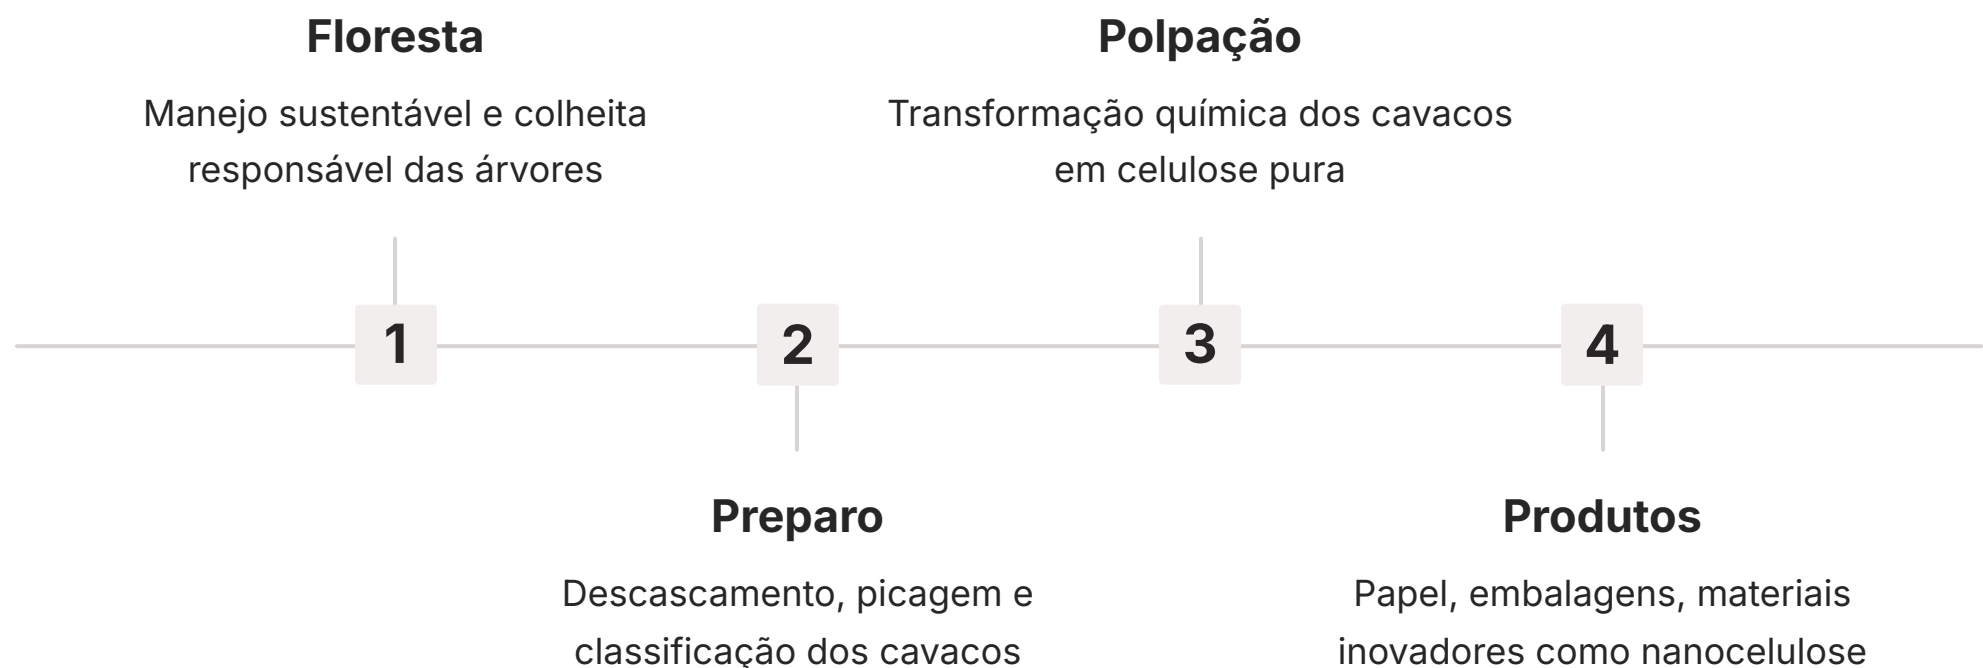 Floresta
Manejo sustentável e colheita
responsável das árvores
Polpação
Transformação química dos cavacos
em celulose pura
1
2
3
4
Preparo
Descascamento, picagem e
classificação dos cavacos
Produtos
Papel, embalagens, materiais
inovadores como nanocelulose